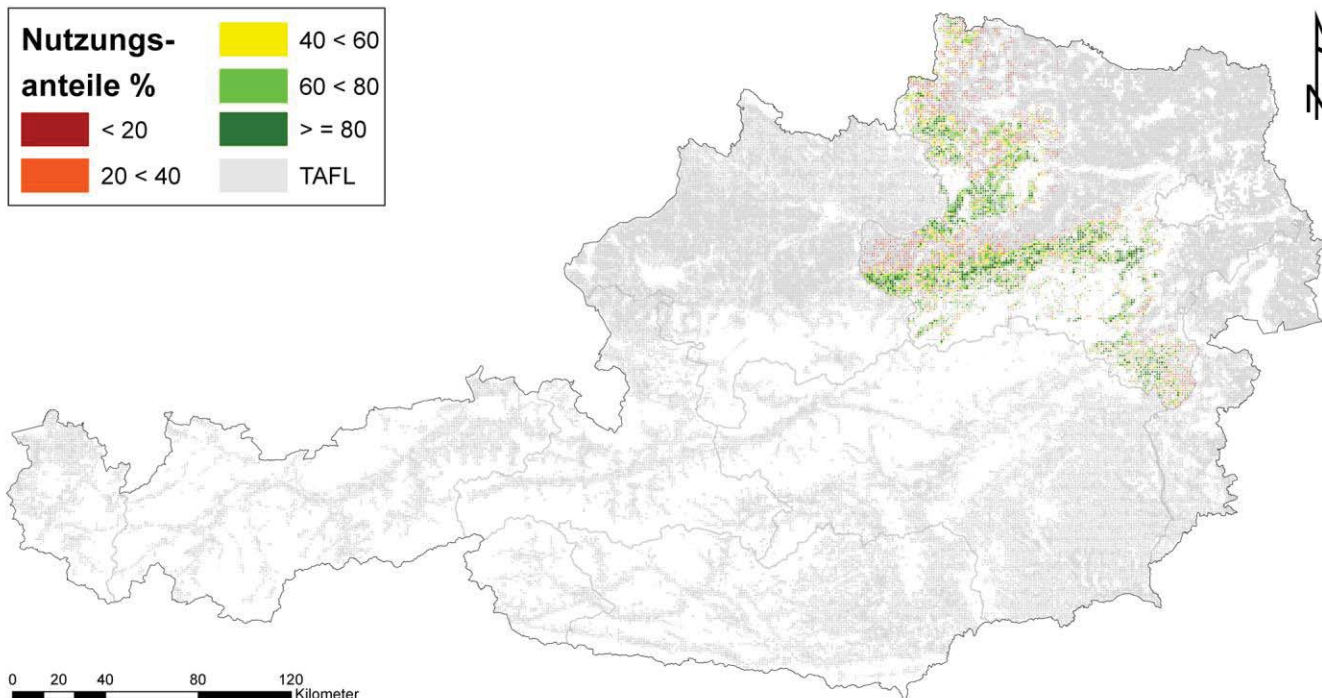 Nutzungs-
anteile %
< 20
20 < 40
40 < 60
60 < 80
> = 80
TAFL
N
0 20 40 80 120
Kilometer